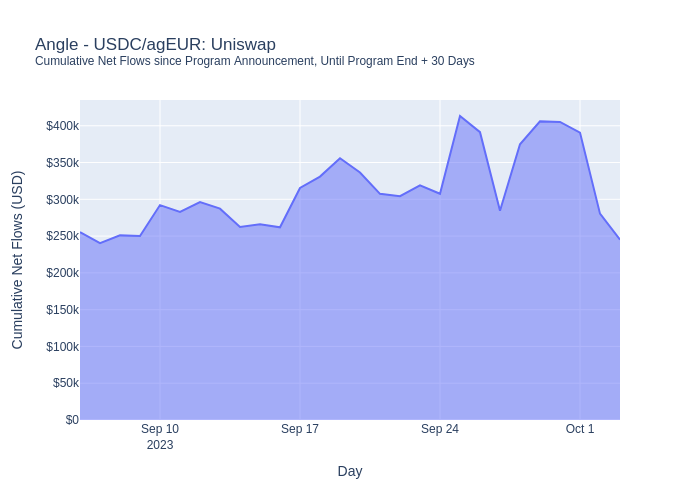 Angle - USDC/agEUR: Uniswap
Cumulative Net Flows since Program Announcement, Until Program End + 30 Days
Cumulative Net Flows (USD)
$400k
$350k
$300k
$250k
$200k
$150k
$100k
$50k
$0
Sep 10
2023
Sep 17
Sep 24
Oct 1
Day